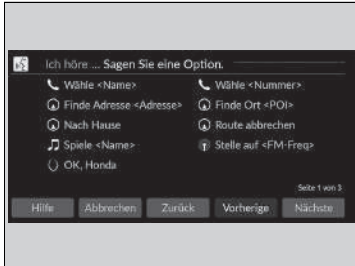 Ich höre ... Sagen Sie eine Option.
Wähle <Name>
Wähle <Nummer>
Finde Adresse <Adresse>
Finde Ort <POI>
Nach Hause
Route abbrechen
Spiele <Name>
Stelle auf <FM-Freq>
OK, Honda
Seite 1 von 3
Hilfe
Abbrechen
Zurück
Vorherige
Nächste